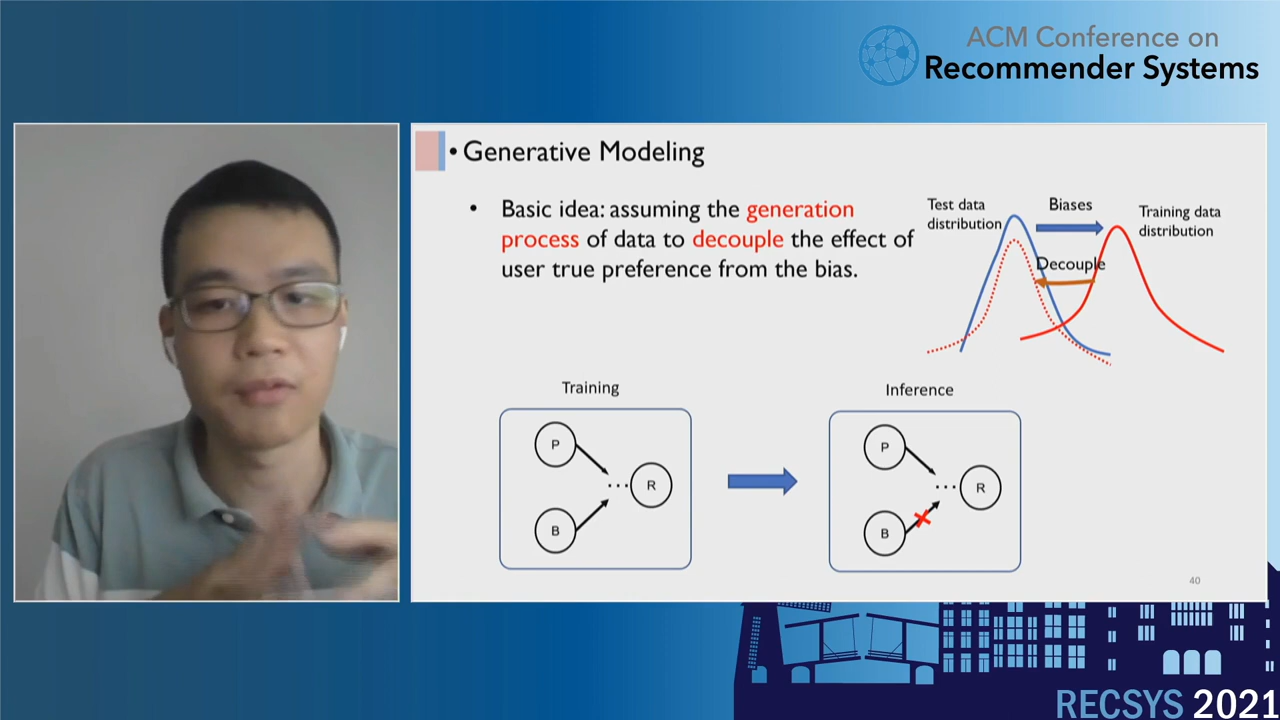 ACM Conference on
Recommender Systems
• Generative Modeling
• Basic idea: assuming the generation
process of data to decouple the effect of
user true preference from the bias.
Test data
distribution
Biases
Training data
distribution
Decouple
Training
P
B
... R
Inference
P
B
... R
40
RECSYS 2021